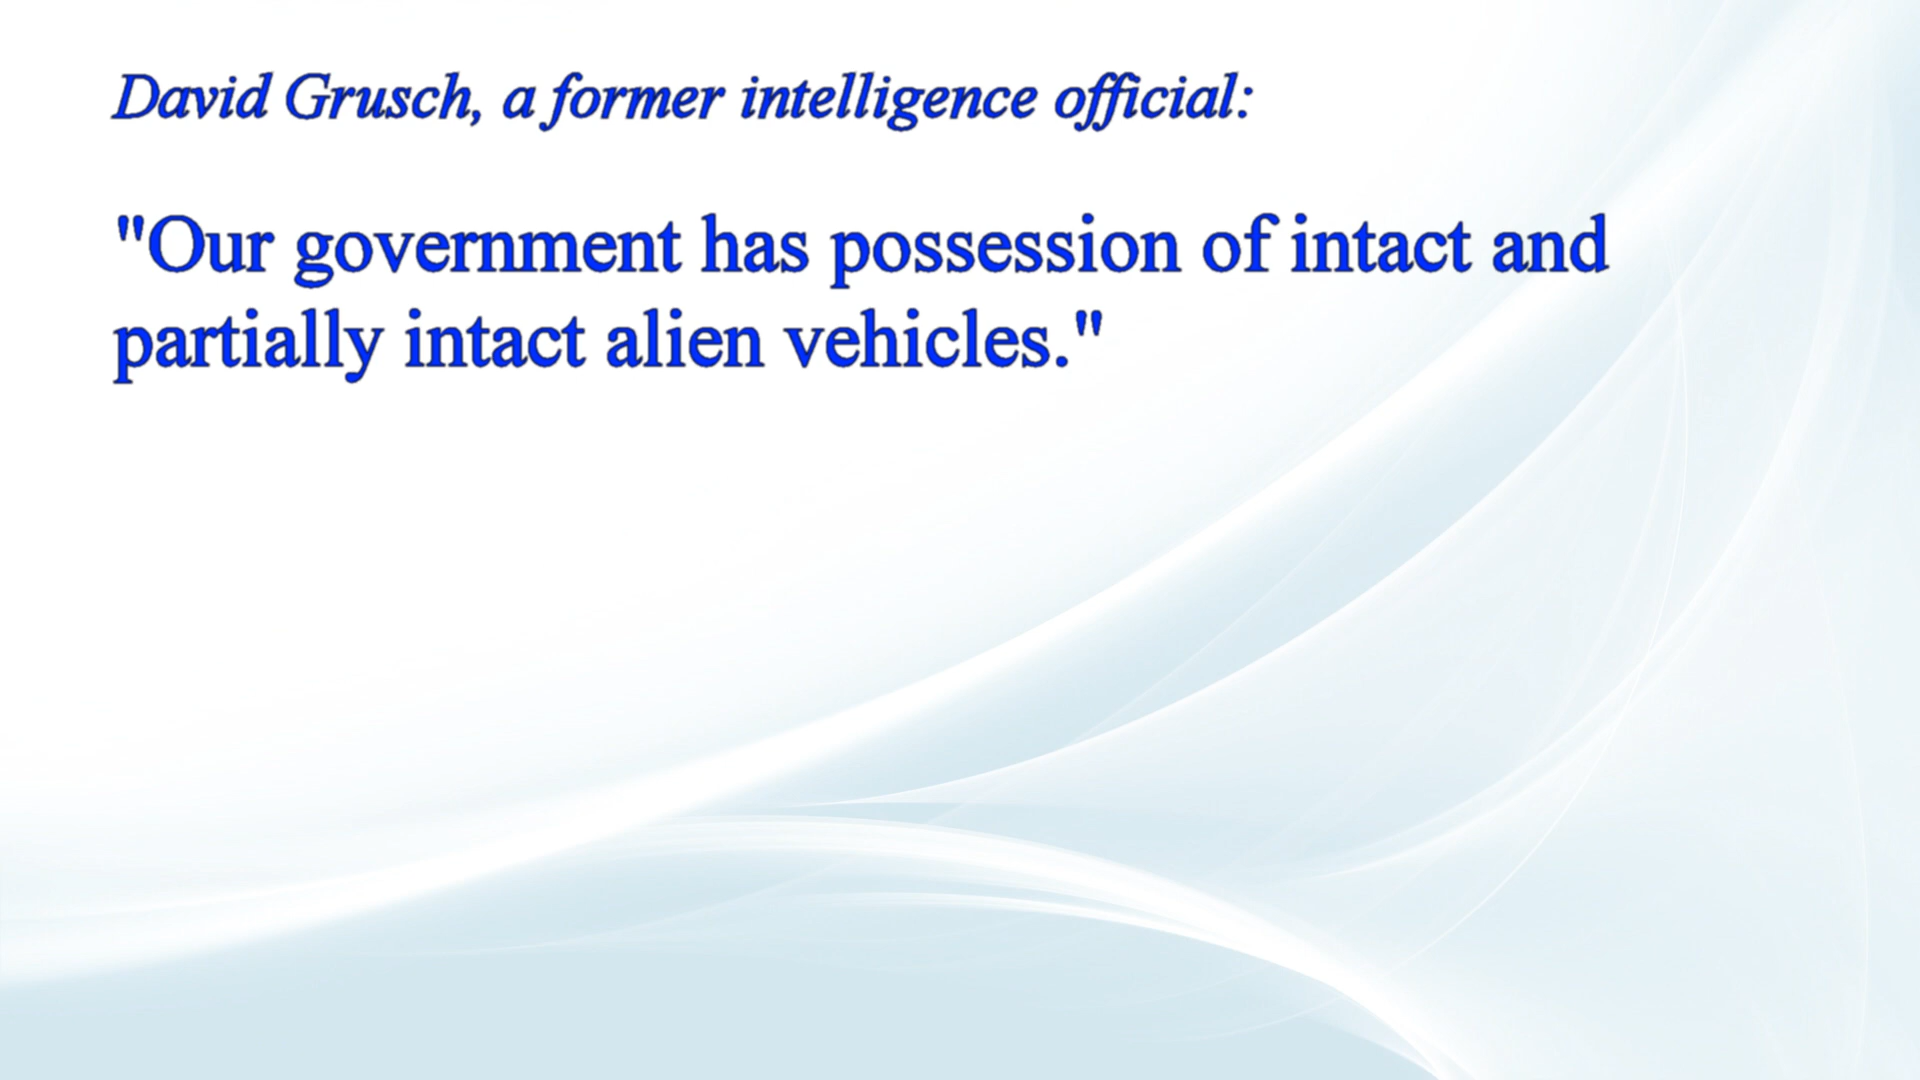 David Grusch, a former intelligence official:
"Our government has possession of intact and
partially intact alien vehicles."